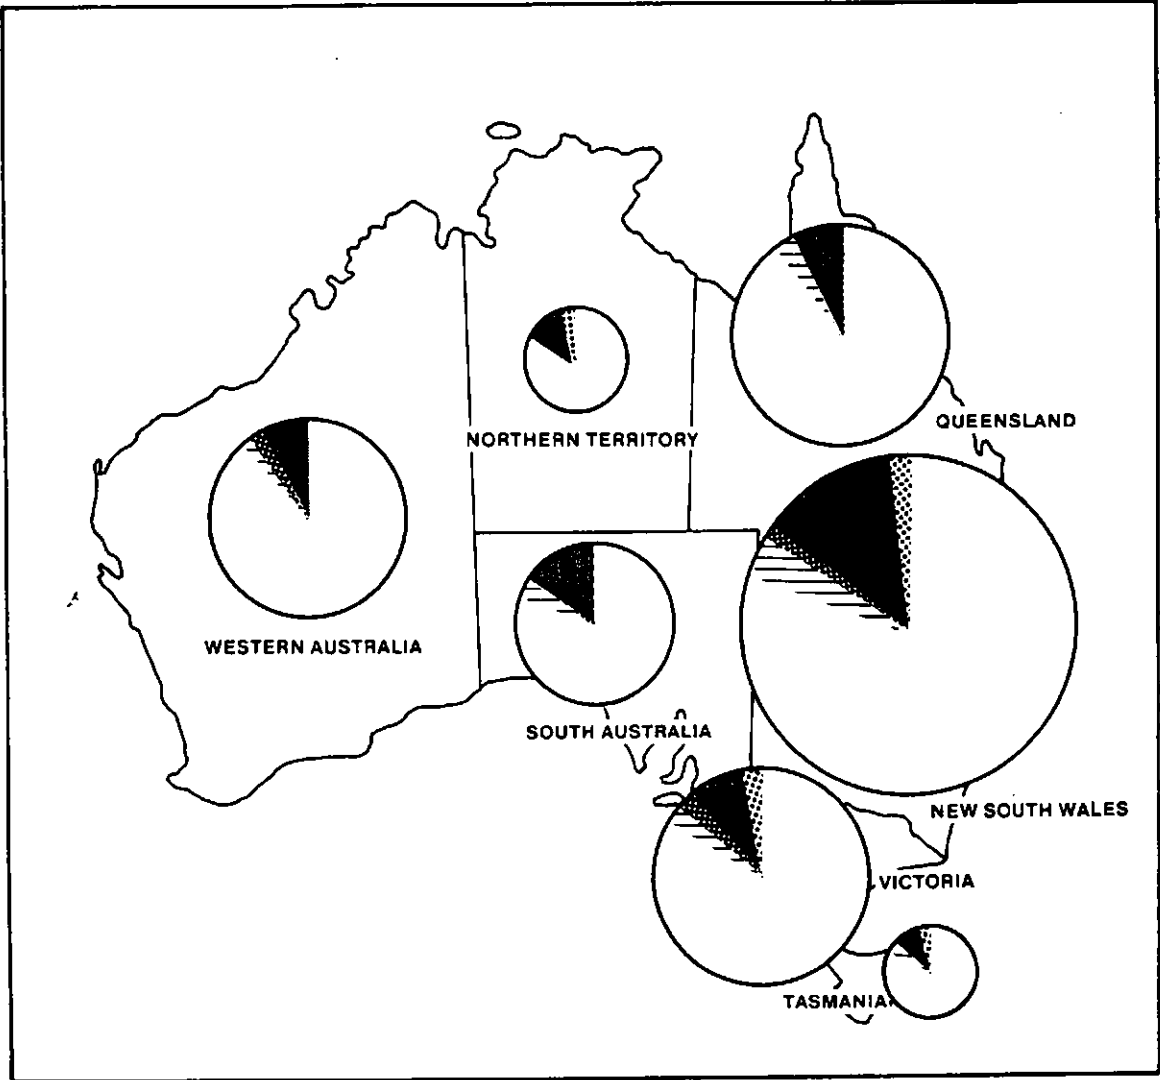 QUEENSLAND
NORTHERN TERRITORY
WESTERN AUSTRALIA
SOUTH AUSTRALIA
NEW SOUTH WALES
VICTORIA
TASMANIA